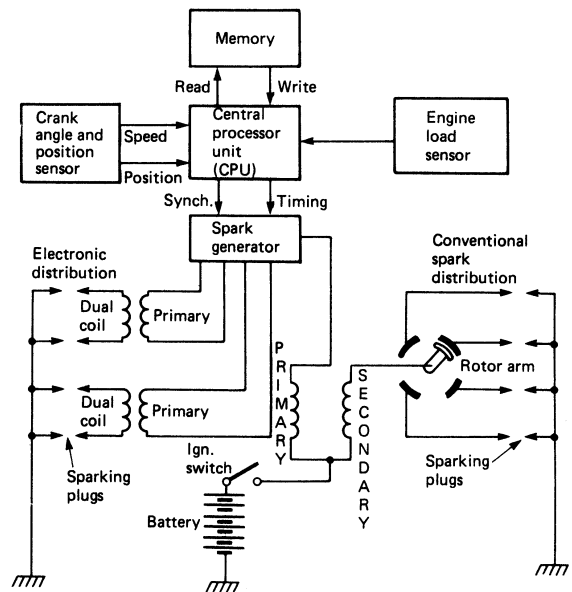 Memory
Read
Write
Crank
angle and
position
sensor
Speed
Position
Central
processor
unit
(CPU)
Engine
load
sensor
Synch.
Timing
Spark
generator
Electronic
distribution
Conventional
spark
distribution
Dual
coil
Primary
PRIMARY
SECONDARY
Rotor arm
Dual
coil
Primary
Ign.
switch
Sparking
plugs
Sparking
plugs
Battery